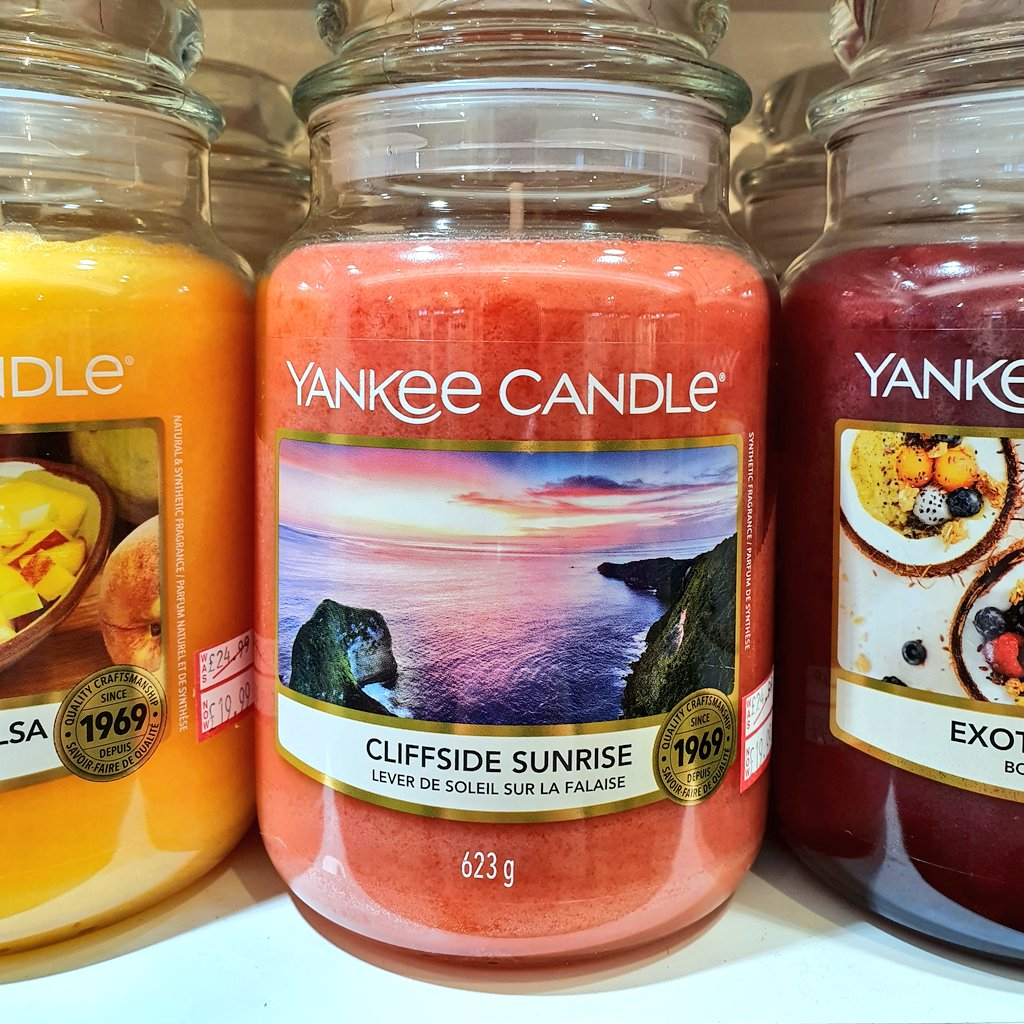 NDLe®
NATURAL & SYNTHETIC FRAGRANCE / PARFUM NATUREL ET DE SYNTHÈSE
WAS £24.99
NOW £19.99
LSA
QUALITY CRAFTSMANSHIP
SINCE
1969
DEPUIS
SAVOIR-FAIRE DE QUALITÉ
YANKee CANDLe®
SYNTHETIC FRAGRANCE / PARFUM DE SYNTHÈSE
CLIFFSIDE SUNRISE
LEVER DE SOLEIL SUR LA FALAISE
QUALITY CRAFTSMANSHIP
SINCE
1969
DEPUIS
SAVOIR-FAIRE DE QUALITÉ
623 g
YANKe
EXOT
BO